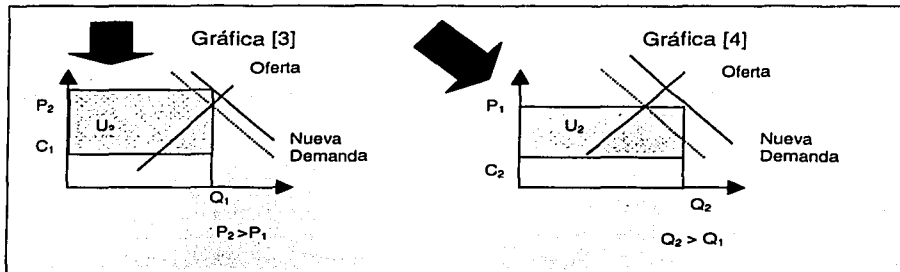 Gráfica [3]
Oferta
P₂
U₂
C₁
Nueva
Demanda
Q₁
P₂>P₁
Gráfica [4]
Oferta
P₁
U₂
C₂
Nueva
Demanda
Q₂
Q₂ > Q₁